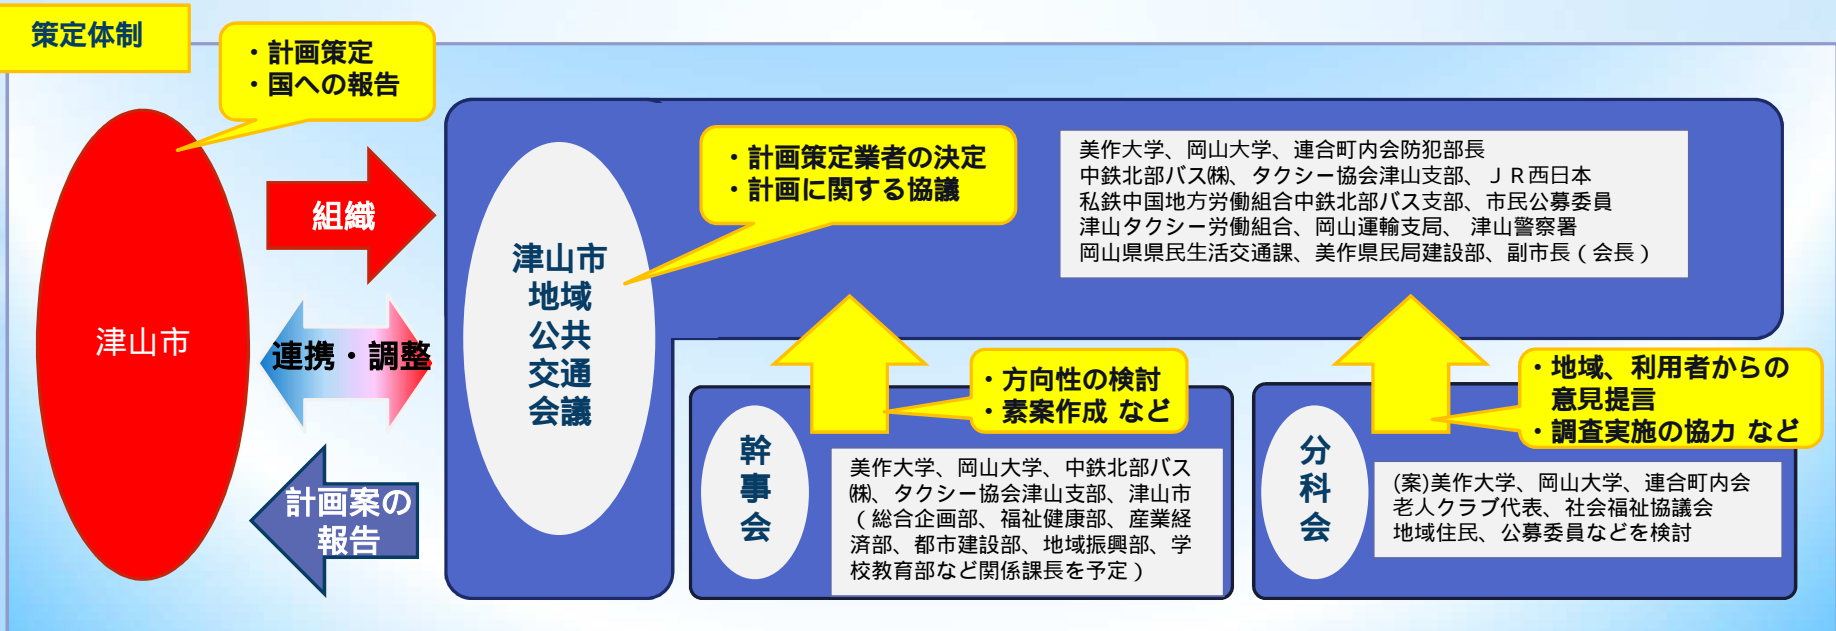 策定体制
・計画策定
・国への報告
津山市
組織
連携・調整
計画案の
報告
津山市
地域
公共
交通
会議
・計画策定業者の決定
・計画に関する協議
美作大学、岡山大学、連合町内会防犯部長
中鉄北部バス㈱、タクシー協会津山支部、ＪＲ西日本
私鉄中国地方労働組合中鉄北部バス支部、市民公募委員
津山タクシー労働組合、岡山運輸支局、 津山警察署
岡山県県民生活交通課、美作県民局建設部、副市長（会長）
・方向性の検討
・素案作成 など
幹
事
会
美作大学、岡山大学、中鉄北部バス
㈱、タクシー協会津山支部、津山市
（総合企画部、福祉健康部、産業経
済部、都市建設部、地域振興部、学
校教育部など関係課長を予定）
・地域、利用者からの
意見提言
・調査実施の協力 など
分
科
会
(案)美作大学、岡山大学、連合町内会
老人クラブ代表、社会福祉協議会
地域住民、公募委員などを検討